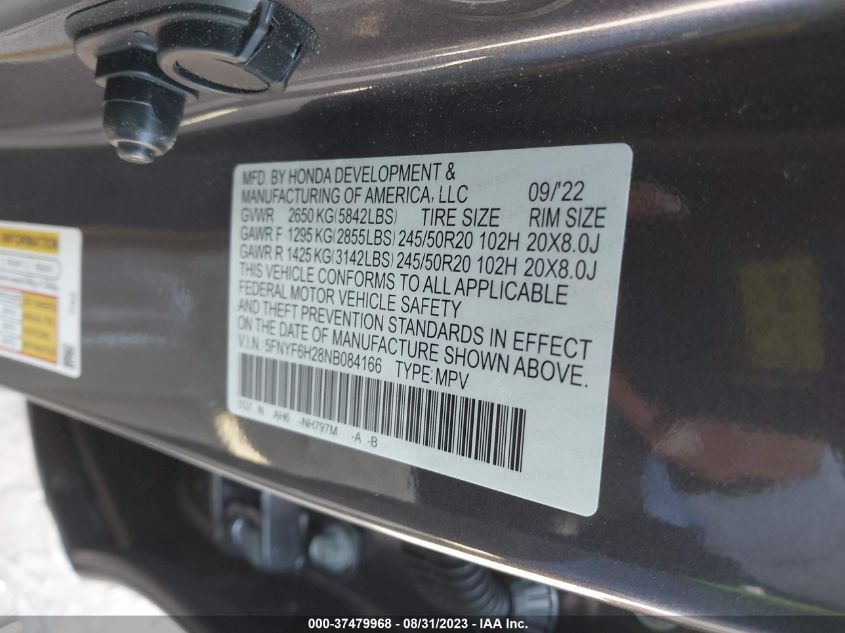 MFD. BY HONDA DEVELOPMENT &
MANUFACTURING OF AMERICA, LLC 09/'22
GVWR 2650 KG(5842LBS) TIRE SIZE RIM SIZE
GAWR F 1295 KG(2855LBS) 245/50R20 102H 20X8.0J
GAWR R 1425 KG(3142LBS) 245/50R20 102H 20X8.0J
THIS VEHICLE CONFORMS TO ALL APPLICABLE
FEDERAL MOTOR VEHICLE SAFETY
AND THEFT PREVENTION STANDARDS IN EFFECT
ON THE DATE OF MANUFACTURE SHOWN ABOVE.
V.I.N.:5FNYF6H28NB084166 TYPE:MPV
TG7 N AH6 -NH797M -A -B
000-37479968 - 08/31/2023 - IAA Inc.